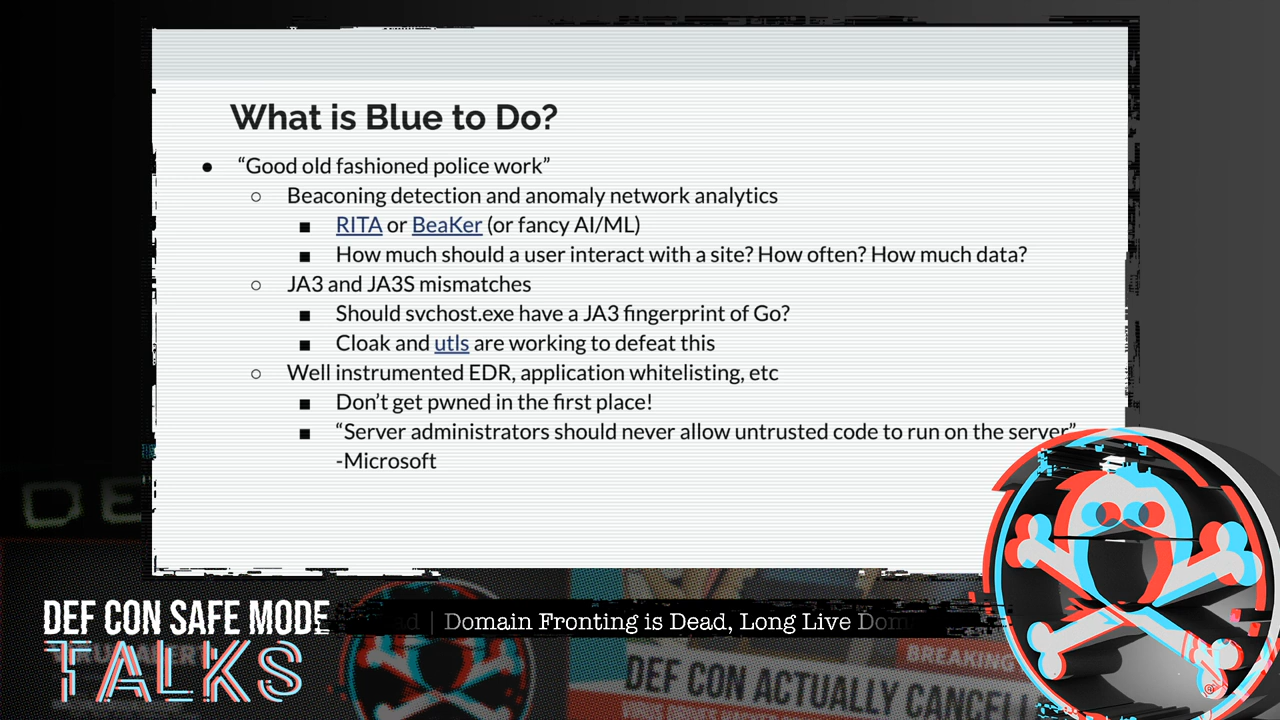 What is Blue to Do?
● “Good old fashioned police work”
○ Beaconing detection and anomaly network analytics
■ RITA or BeaKer (or fancy AI/ML)
■ How much should a user interact with a site? How often? How much data?
○ JA3 and JA3S mismatches
■ Should svchost.exe have a JA3 fingerprint of Go?
■ Cloak and utls are working to defeat this
○ Well instrumented EDR, application whitelisting, etc
■ Don’t get pwned in the first place!
■ “Server administrators should never allow untrusted code to run on the server”
-Microsoft
DEF CON SAFE MODE
TALKS
| Domain Fronting is Dead, Long Live Dom
BREAKING
DEF CON ACTUALLY CANCELL